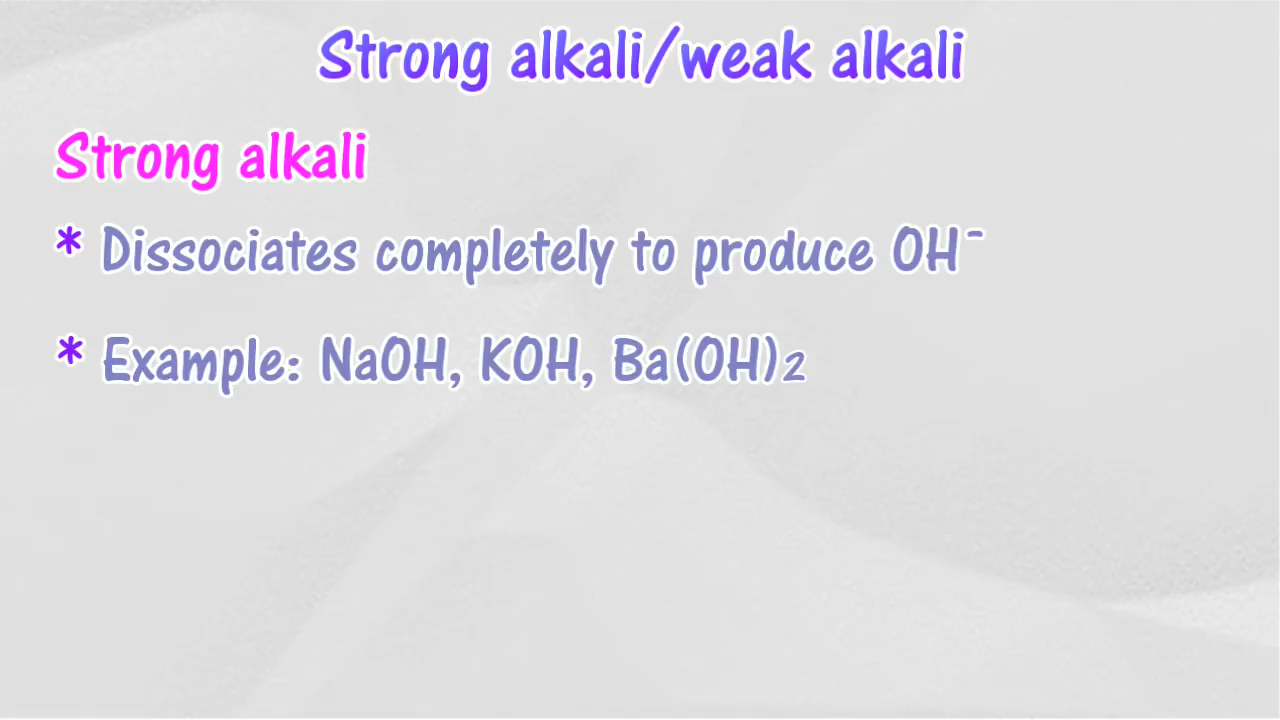 Strong alkali/weak alkali
Strong alkali
* Dissociates completely to produce OH⁻
* Example: NaOH, KOH, Ba(OH)₂